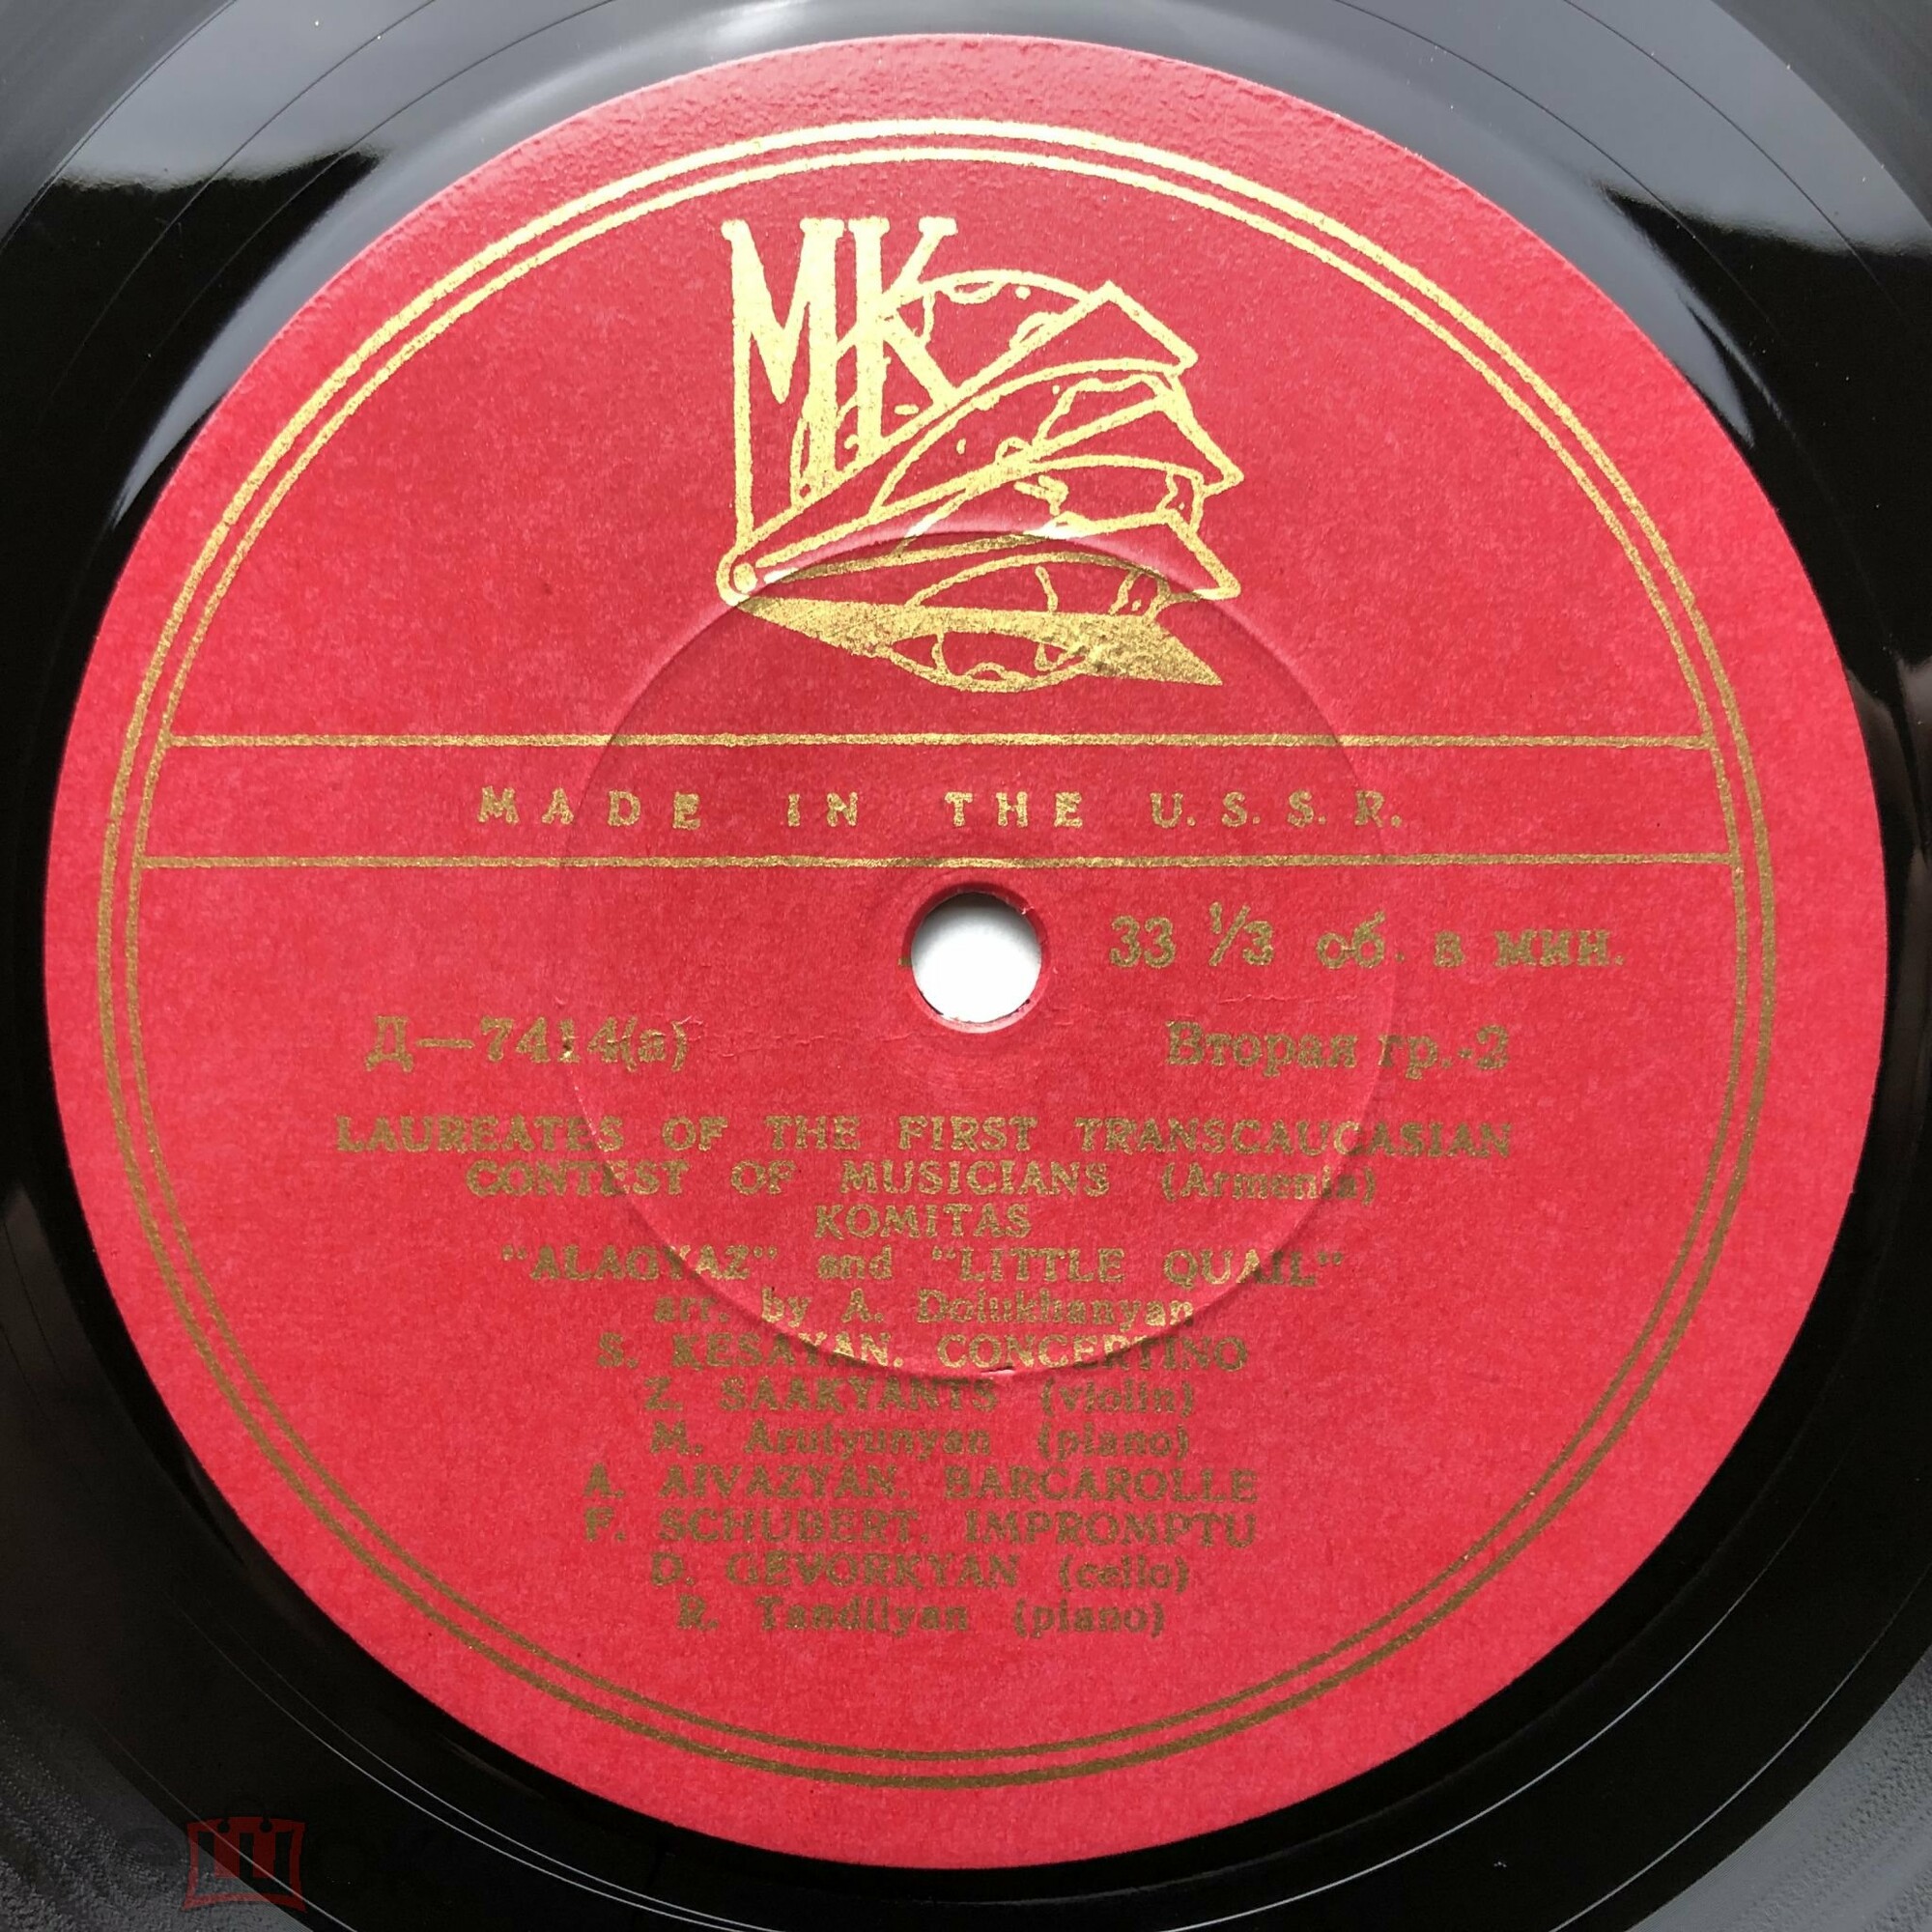 МК
MADE IN THE U.S.S.R.
33 1/3 об. в мин.
Д—7414(а) Вторая гр.-2
LAUREATES OF THE FIRST TRANSCAUCASIAN
CONTEST OF MUSICIANS (Armenia)
KOMITAS
"ALAGYAZ" and "LITTLE QUAIL"
arr. by A. Dolukhanyan
S. KESAYAN. CONCERTINO
Z. SAAKYANTS (violin)
M. Arutyunyan (piano)
A. AIVAZYAN. BARCAROLLE
F. SCHUBERT. IMPROMPTU
D. GEVORKYAN (cello)
R. Tandilyan (piano)